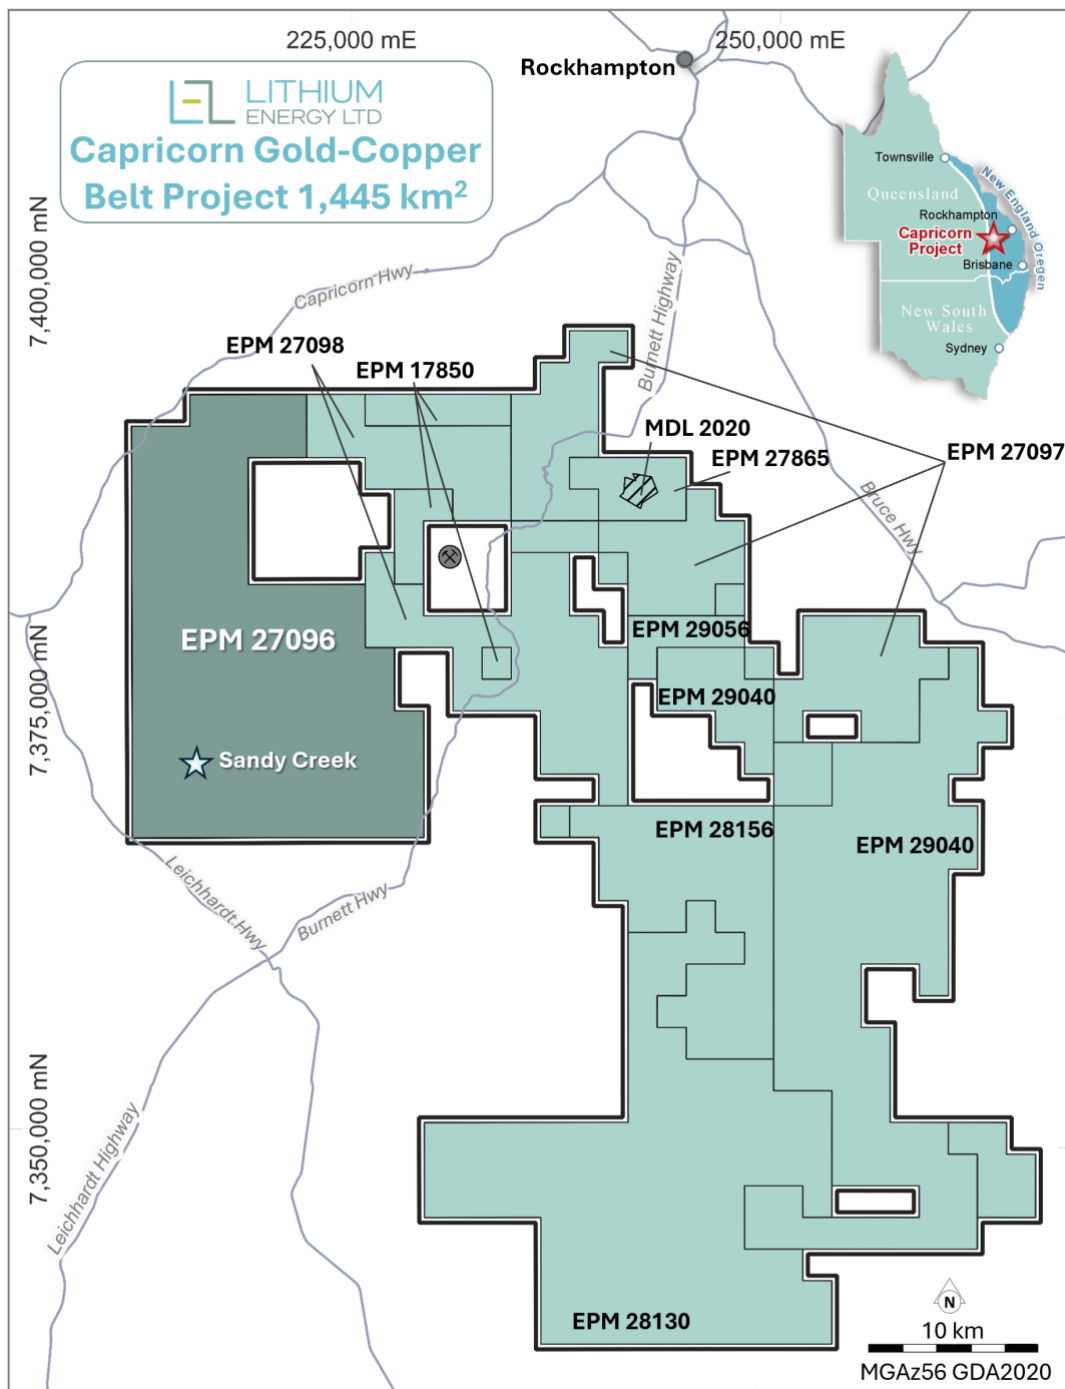 225,000 mE
250,000 mE
Rockhampton
LEL LITHIUM
ENERGY LTD
Capricorn Gold-Copper
Belt Project 1,445 km²
Townsville
Queensland
New England Oregen
Rockhampton
Capricorn
Project
Brisbane
New South
Wales
Sydney
7,400,000 mN
Capricorn Hwy
Burnett Highway
EPM 27098
EPM 17850
MDL 2020
EPM 27865
EPM 27097
Bruce Hwy
EPM 27096
EPM 29056
7,375,000 mN
EPM 29040
Sandy Creek
EPM 28156
EPM 29040
Leichhardt Hwy
Burnett Hwy
7,350,000 mN
Leichhardt Highway
EPM 28130
N
10 km
MGAz56 GDA2020